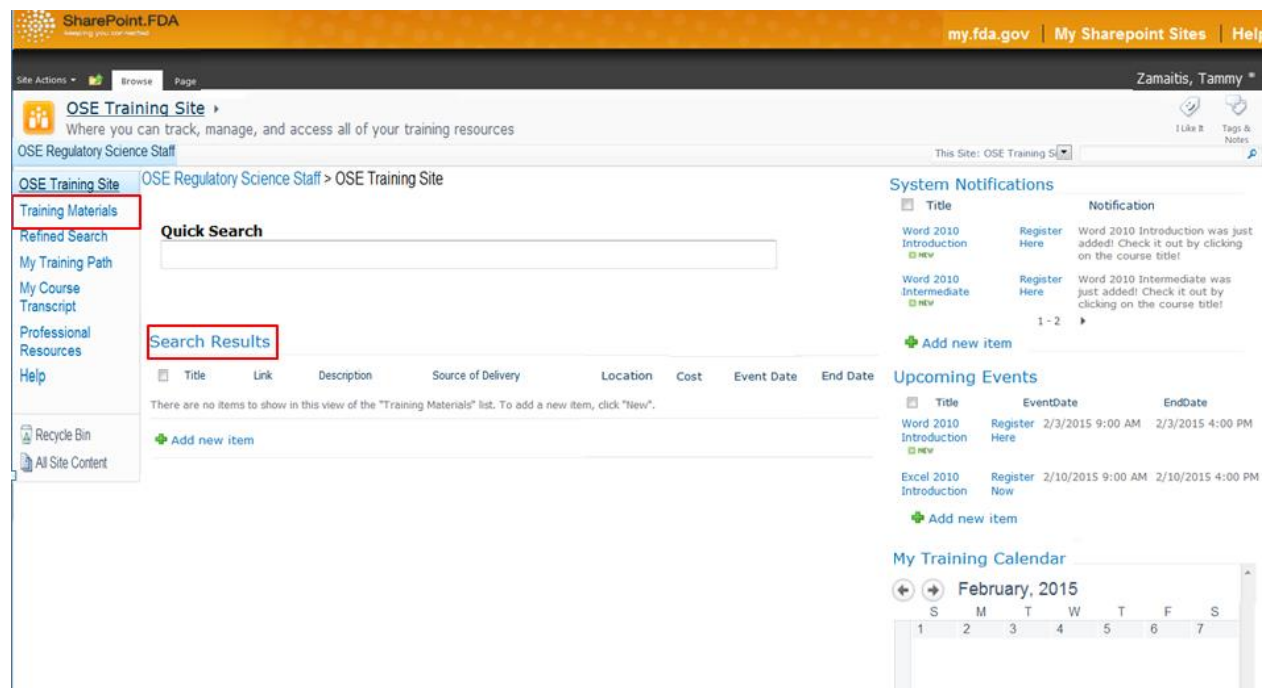 SharePoint.FDA
keeping you connected
my.fda.gov | My Sharepoint Sites | Help
Site Actions Browse Page
Zamaitis, Tammy
OSE Training Site
Where you can track, manage, and access all of your training resources
I Like It
Tags & Notes
OSE Regulatory Science Staff
This Site: OSE Training Si
OSE Training Site
Training Materials
Refined Search
My Training Path
My Course
Transcript
Professional
Resources
Help
Recycle Bin
All Site Content
OSE Regulatory Science Staff > OSE Training Site
Quick Search
Search Results
Title Link Description Source of Delivery Location Cost Event Date End Date
There are no items to show in this view of the "Training Materials" list. To add a new item, click "New".
Add new item
System Notifications
Title Notification
Word 2010 Register Word 2010 Introduction was just
Introduction Here added! Check it out by clicking
NEW on the course title!
Word 2010 Register Word 2010 Intermediate was
Intermediate Here just added! Check it out by
NEW clicking on the course title!
1 - 2
Add new item
Upcoming Events
Title EventDate EndDate
Word 2010 Register 2/3/2015 9:00 AM 2/3/2015 4:00 PM
Introduction Here
NEW
Excel 2010 Register 2/10/2015 9:00 AM 2/10/2015 4:00 PM
Introduction Now
Add new item
My Training Calendar
February, 2015
S M T W T F S
1 2 3 4 5 6 7